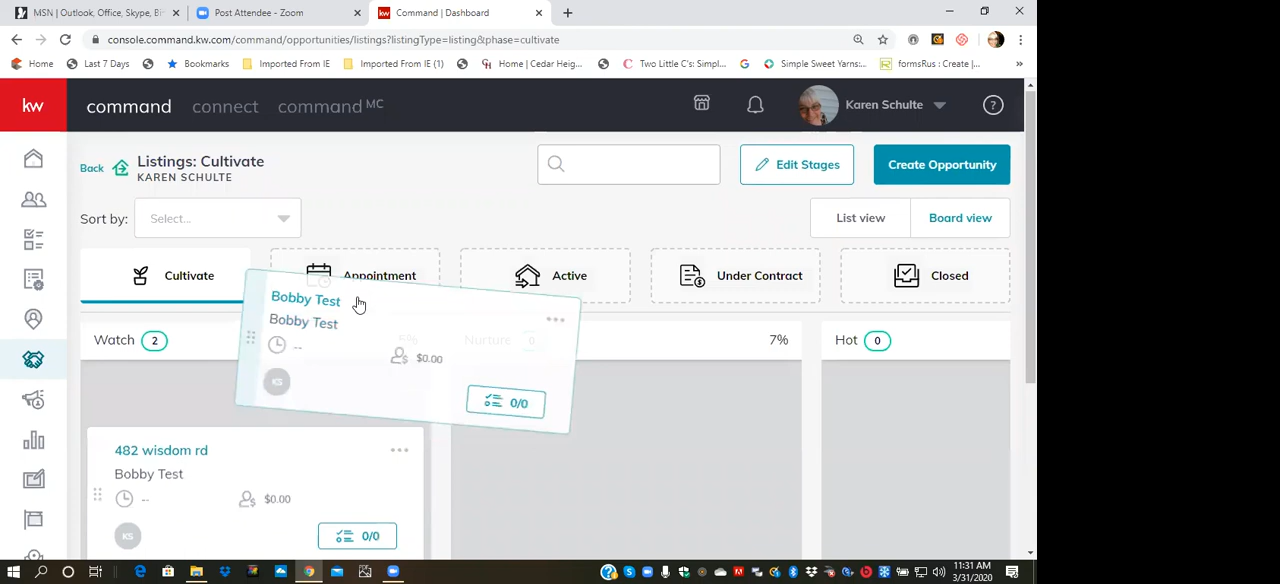 MSN | Outlook, Office, Skype, Bi
Post Attendee - Zoom
Command | Dashboard
console.command.kw.com/command/opportunities/listings?listingType=listing&phase=cultivate
Home
Last 7 Days
Bookmarks
Imported From IE
Imported From IE (1)
Home | Cedar Heig...
Two Little C's: Simpl...
Simple Sweet Yarns:...
formsRus : Create |...
»
kw
command
connect
command MC
Karen Schulte
?
Back
Listings: Cultivate
KAREN SCHULTE
Edit Stages
Create Opportunity
Sort by:
Select...
List view
Board view
Cultivate
Appointment
Active
Under Contract
Closed
Bobby Test
Bobby Test
--
$0.00
KS
0/0
Watch 2
5%
Nurture 0
7%
Hot 0
482 wisdom rd
Bobby Test
--
$0.00
KS
0/0
11:31 AM
3/31/2020